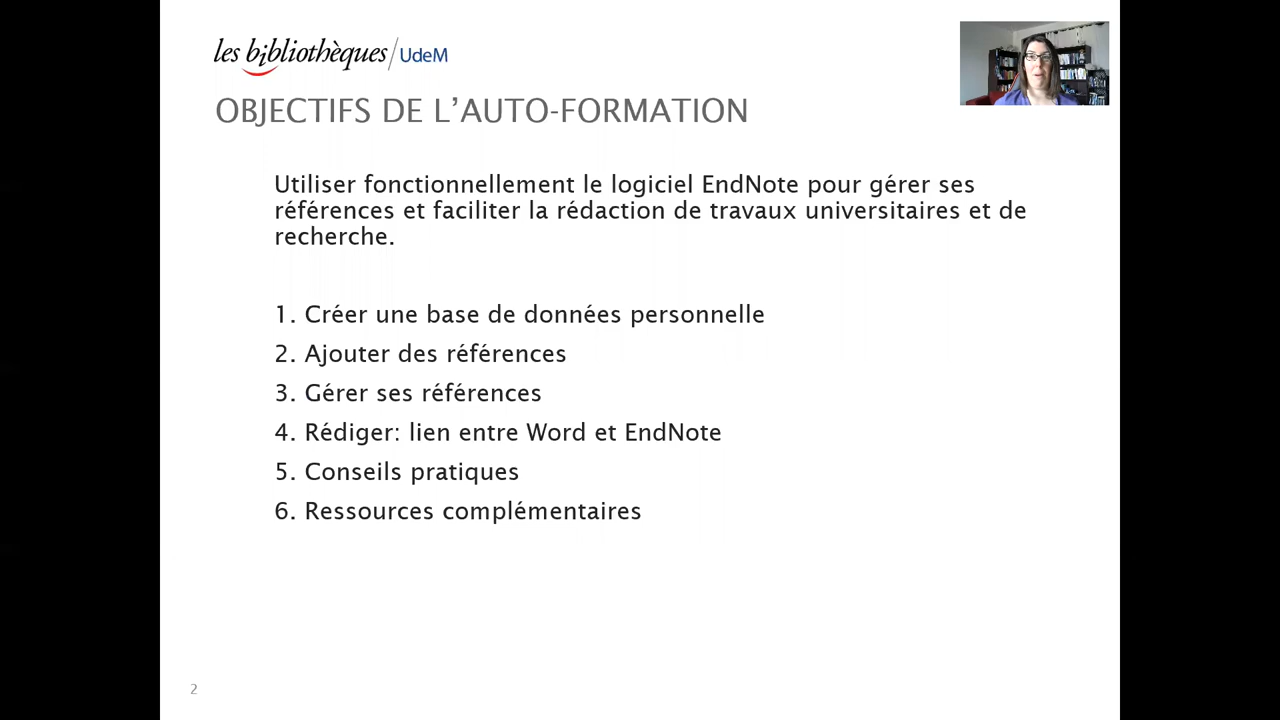 les bibliothèques/UdeM
OBJECTIFS DE L’AUTO-FORMATION
Utiliser fonctionnellement le logiciel EndNote pour gérer ses
références et faciliter la rédaction de travaux universitaires et de
recherche.
1. Créer une base de données personnelle
2. Ajouter des références
3. Gérer ses références
4. Rédiger: lien entre Word et EndNote
5. Conseils pratiques
6. Ressources complémentaires
2